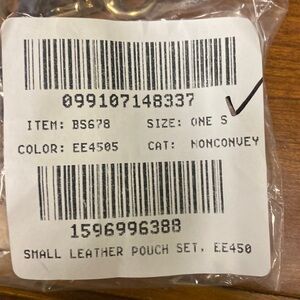 099107148337
ITEM: BS678 SIZE: ONE S
COLOR: EE4505 CAT: NONCONVEY
1596996388
SMALL LEATHER POUCH SET, EE450